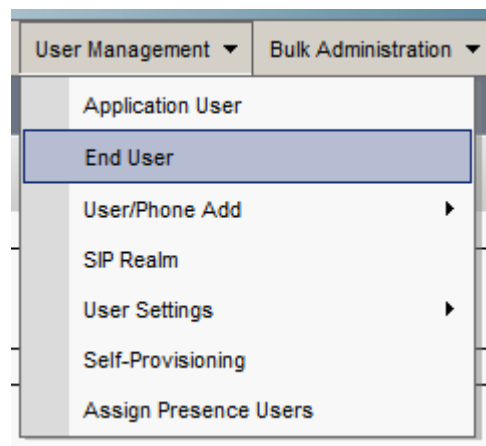 User Management Bulk Administration
Application User
End User
User/Phone Add
SIP Realm
User Settings
Self-Provisioning
Assign Presence Users